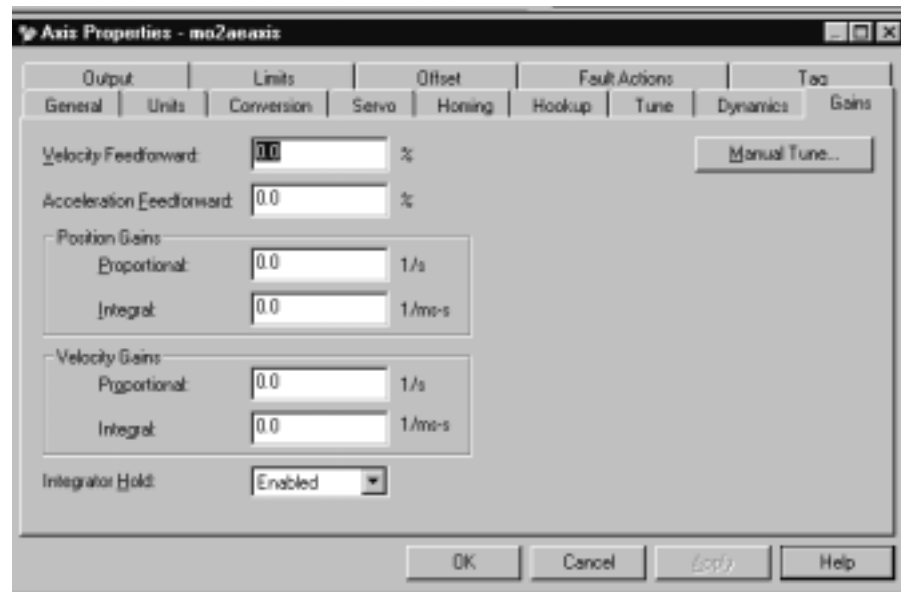 Axis Properties - mo2aeaxis
Output Limits Offset Fault Actions Tag
General Units Conversion Servo Homing Hookup Tune Dynamics Gains
Velocity Feedforward: 0.0 % Manual Tune...
Acceleration Feedforward: 0.0 %
Position Gains
Proportional: 0.0 1/s
Integral: 0.0 1/ms-s
Velocity Gains
Proportional: 0.0 1/s
Integral: 0.0 1/ms-s
Integrator Hold: Enabled
OK Cancel Apply Help